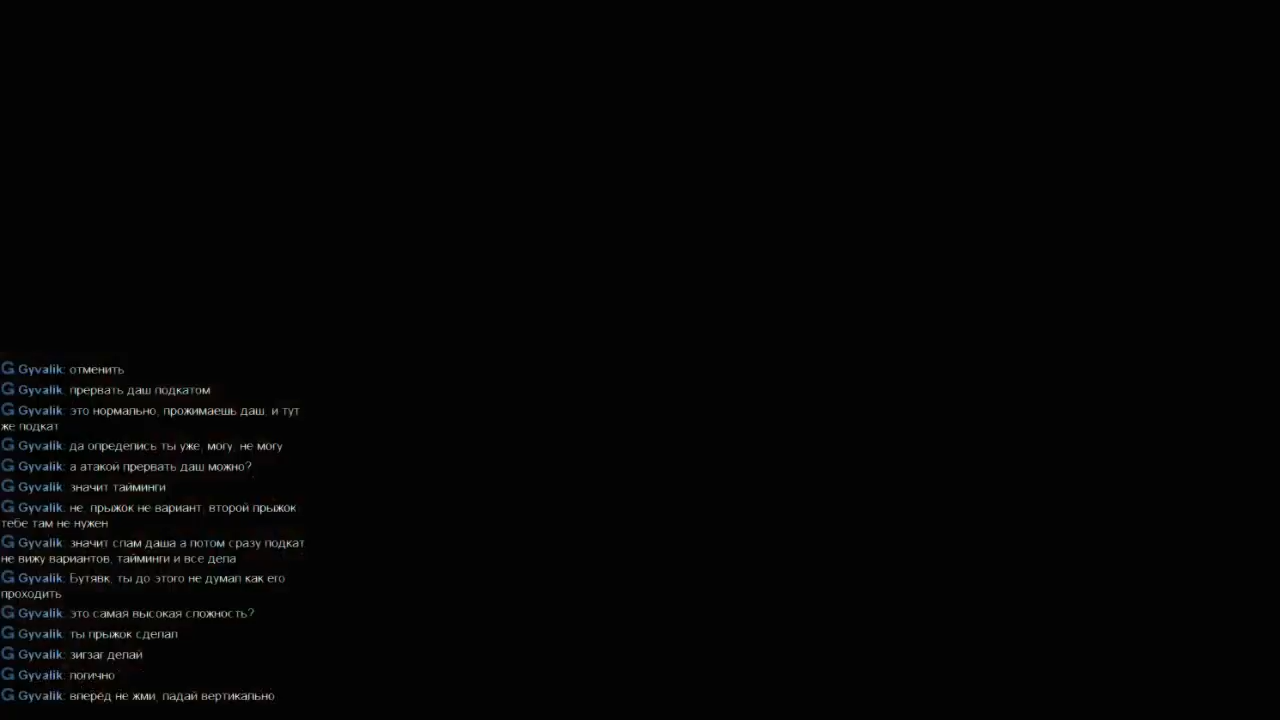 G Gyvalik: отменить
G Gyvalik: прервать даш подкатом
G Gyvalik: это нормально, прожимаешь даш, и тут
же подкат
G Gyvalik: да определись ты уже, могу, не могу
G Gyvalik: а атакой прервать даш можно?
G Gyvalik: значит тайминги
G Gyvalik: не, прыжок не вариант, второй прыжок
тебе там не нужен
G Gyvalik: значит спам даша а потом сразу подкат
не вижу вариантов, тайминги и все дела
G Gyvalik: Бутявк, ты до этого не думал как его
проходить
G Gyvalik: это самая высокая сложность?
G Gyvalik: ты прыжок сделал
G Gyvalik: зигзаг делай
G Gyvalik: логично
G Gyvalik: вперёд не жми, падай вертикально